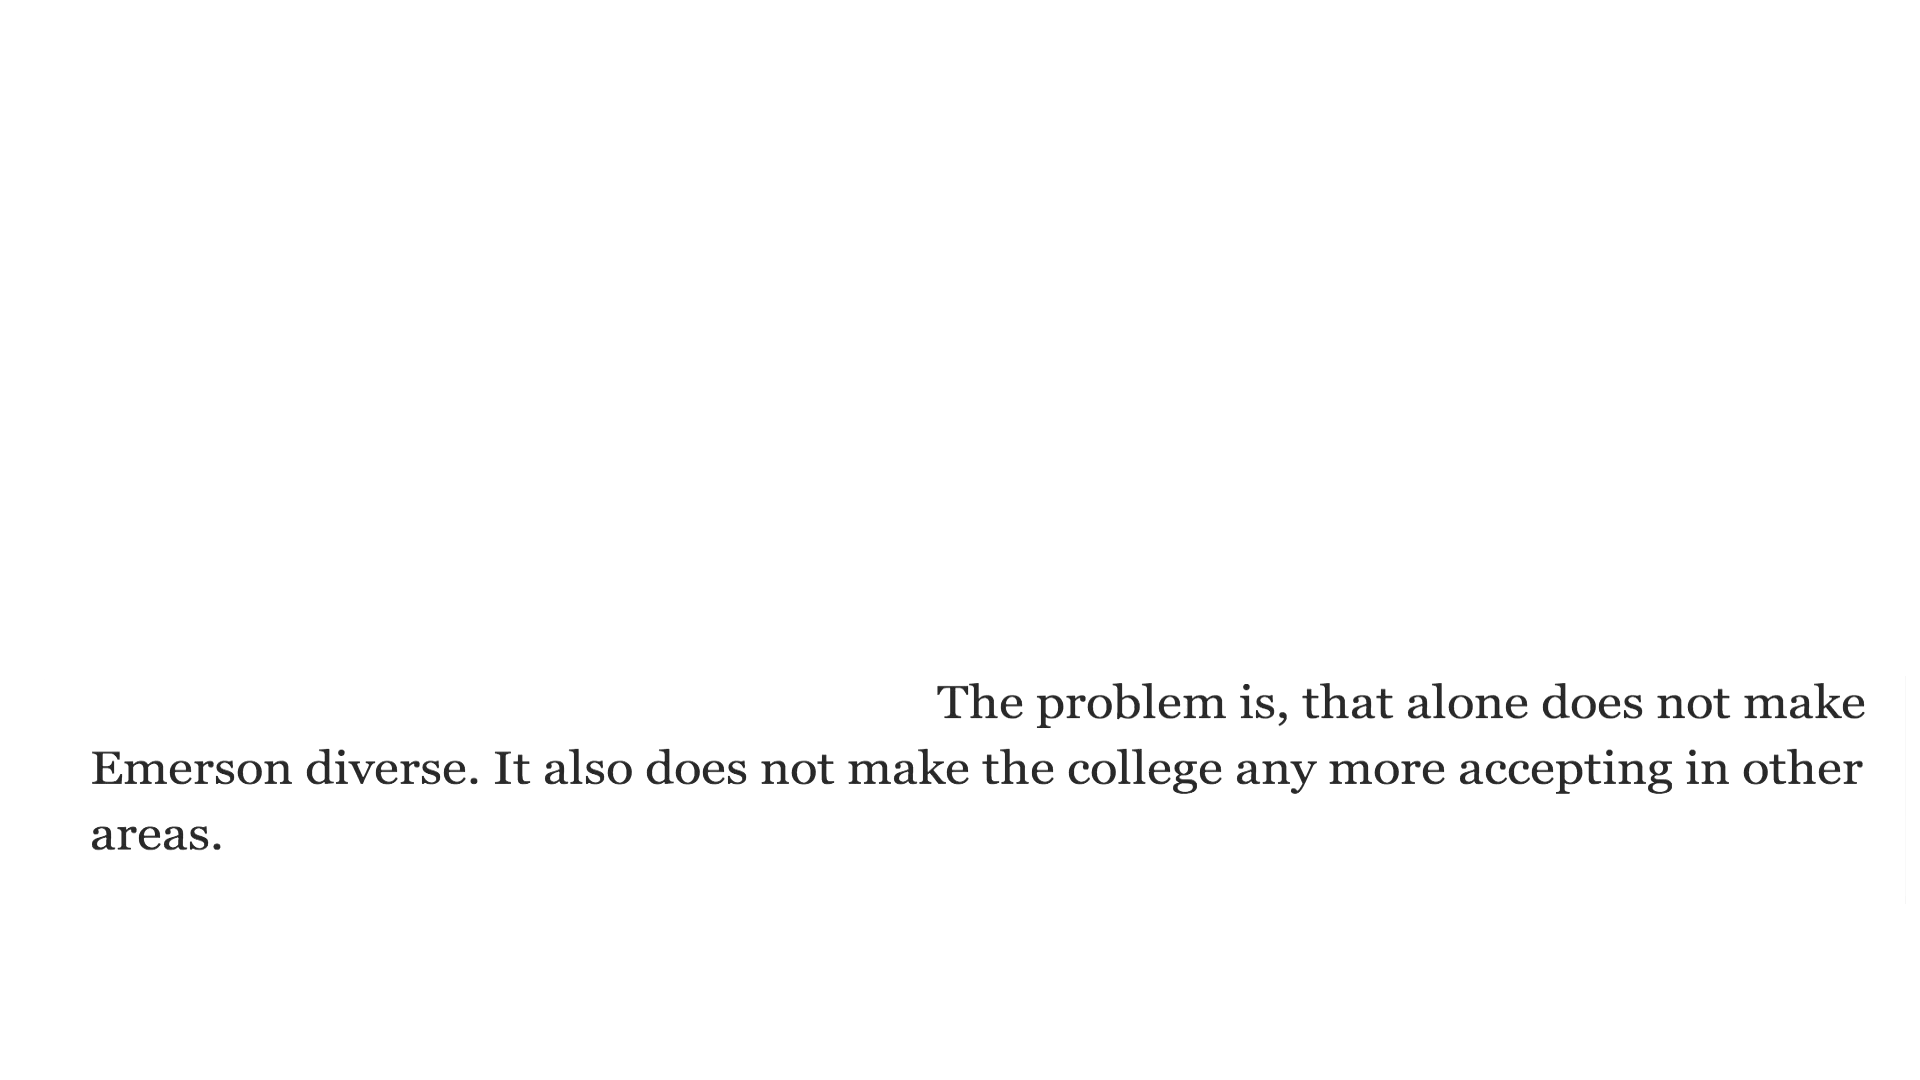 The problem is, that alone does not make
Emerson diverse. It also does not make the college any more accepting in other
areas.